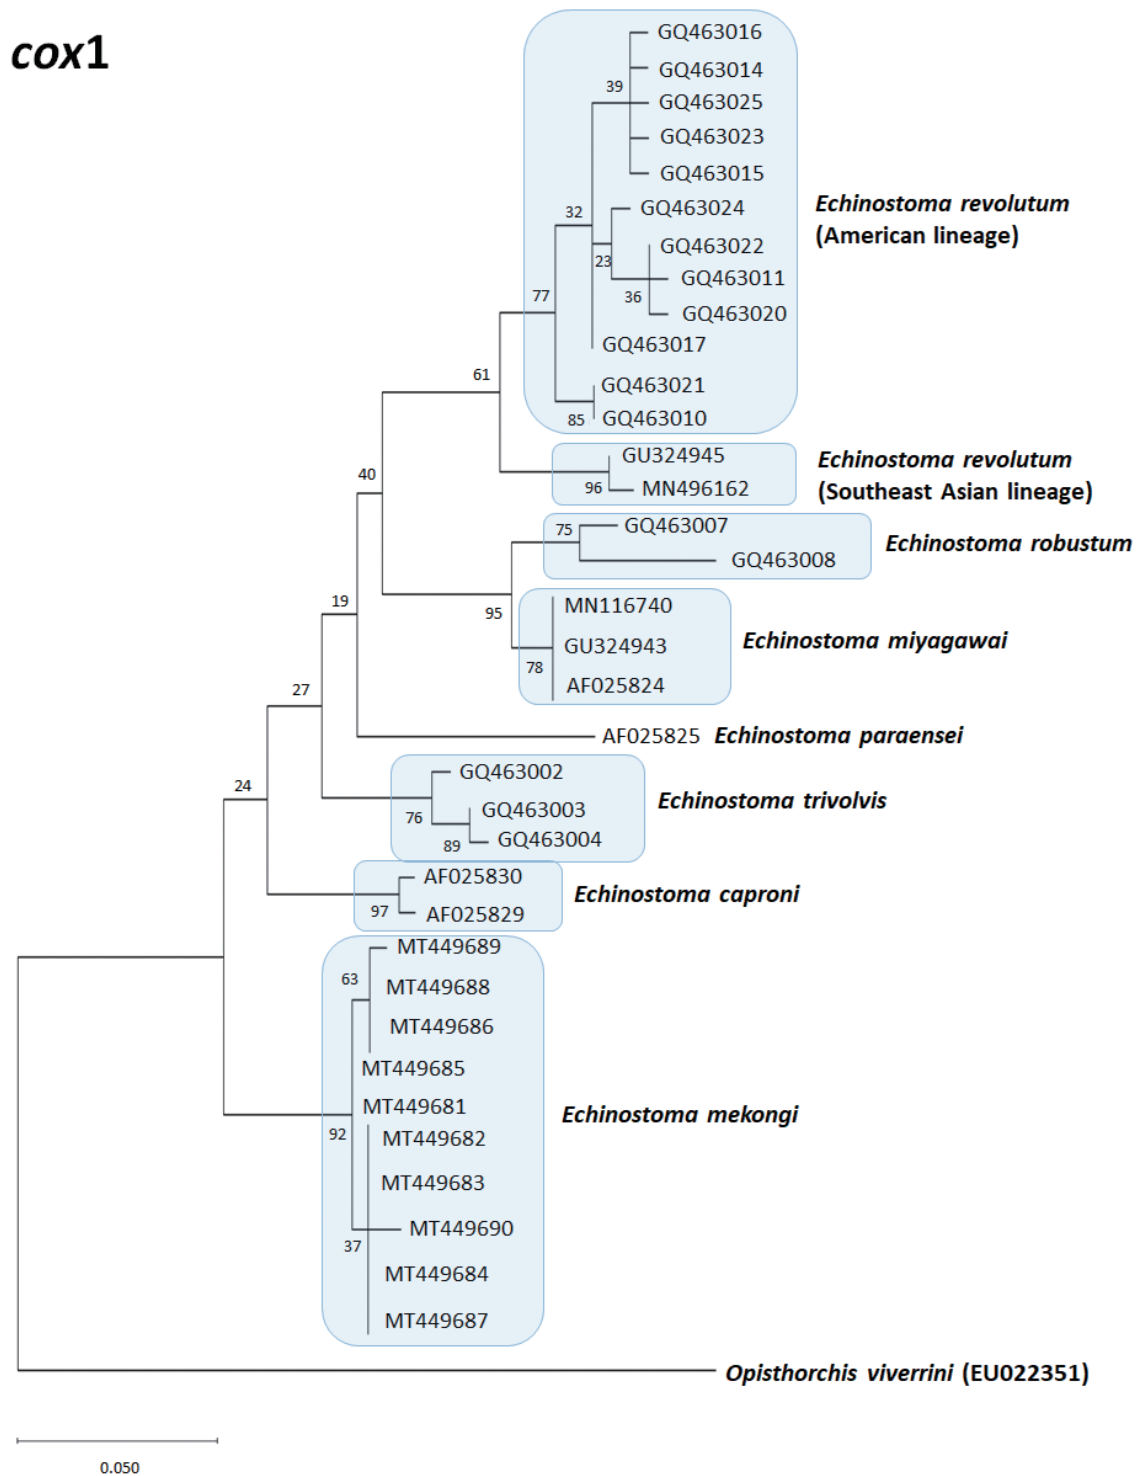 cox1
GQ463016
GQ463014
39
GQ463025
GQ463023
GQ463015
GQ463024
32
Echinostoma revolutum
(American lineage)
GQ463022
23
GQ463011
36
77
GQ463020
GQ463017
61
GQ463021
85
GQ463010
GU324945
Echinostoma revolutum
(Southeast Asian lineage)
40
96
MN496162
75
GQ463007
Echinostoma robustum
GQ463008
19
95
MN116740
GU324943
Echinostoma miyagawai
78
AF025824
27
AF025825 Echinostoma paraensei
GQ463002
24
Echinostoma trivolvis
GQ463003
76
89
GQ463004
AF025830
Echinostoma caproni
97
AF025829
MT449689
63
MT449688
MT449686
MT449685
MT449681
Echinostoma mekongi
92
MT449682
MT449683
MT449690
37
MT449684
MT449687
Opisthorchis viverrini (EU022351)
0.050